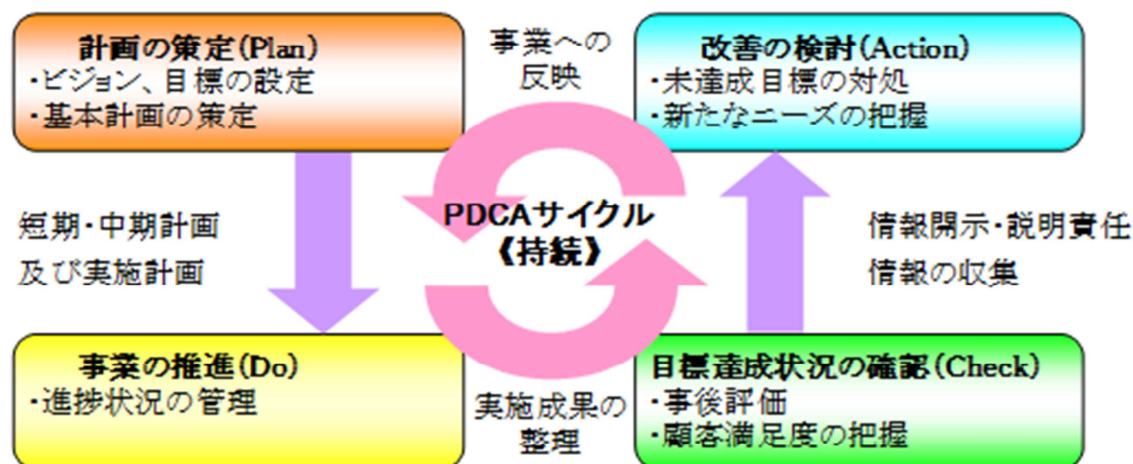 計画の策定(Plan)
・ビジョン、目標の設定
・基本計画の策定
事業への
反映
改善の検討(Action)
・未達成目標の対処
・新たなニーズの把握
短期・中期計画
及び実施計画
PDCAサイクル
《持続》
情報開示・説明責任
情報の収集
事業の推進(Do)
・進捗状況の管理
実施成果の
整理
目標達成状況の確認(Check)
・事後評価
・顧客満足度の把握